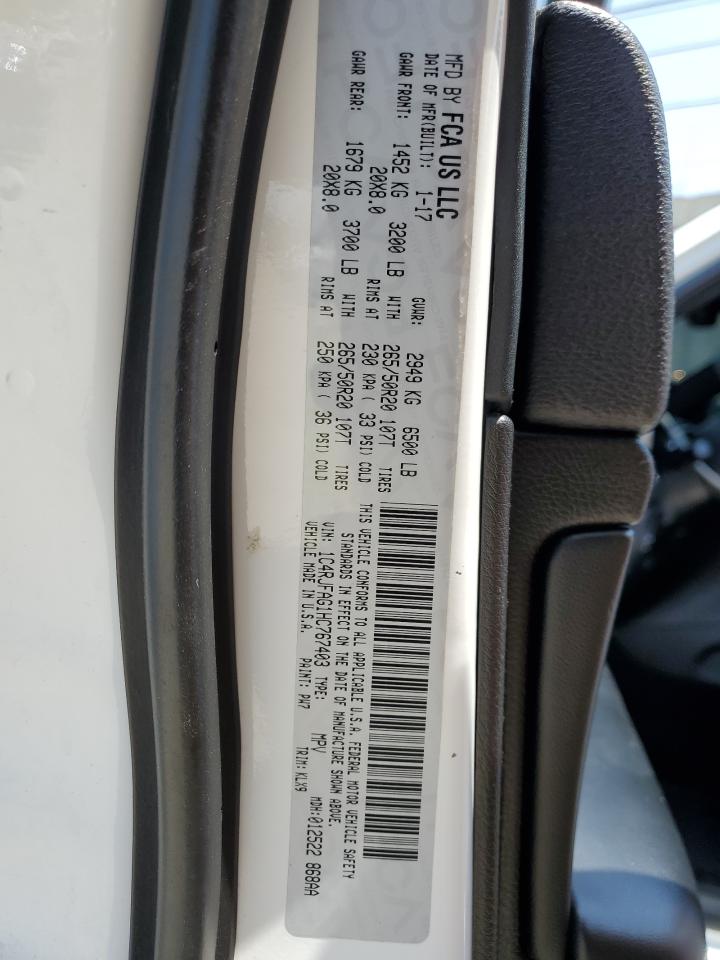 MFD BY FCA US LLC
DATE OF MFR(BUILT): 1-17 GVWR: 2949 KG 6500 LB
GAWR FRONT: 1452 KG 3200 LB WITH 265/50R20 107T TIRES
20X8.0 RIMS AT 230 KPA ( 33 PSI) COLD
GAWR REAR: 1679 KG 3700 LB WITH 265/50R20 107T TIRES
20X8.0 RIMS AT 250 KPA ( 36 PSI) COLD
THIS VEHICLE CONFORMS TO ALL APPLICABLE U.S.A. FEDERAL MOTOR VEHICLE SAFETY
STANDARDS IN EFFECT ON THE DATE OF MANUFACTURE SHOWN ABOVE.
VIN: 1C4RJFAG1HC767403 TYPE: MPV MDH:012522 868AA
VEHICLE MADE IN U.S.A. PAINT: PW7 TRIM: KLX9